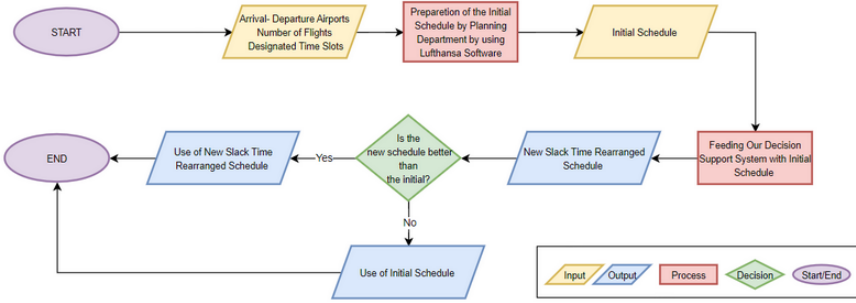 START
Arrival- Departure Airports
Number of Flights
Designated Time Slots
Preparetion of the Initial
Schedule by Planning
Department by using
Lufthansa Software
Initial Schedule
END
Use of New Slack Time
Rearranged Schedule
Yes
Is the
new schedule better
than
the initial?
New Slack Time Rearranged
Schedule
Feeding Our Decision
Support System with Initial
Schedule
No
Use of Initial Schedule
Input
Output
Process
Decision
Start/End